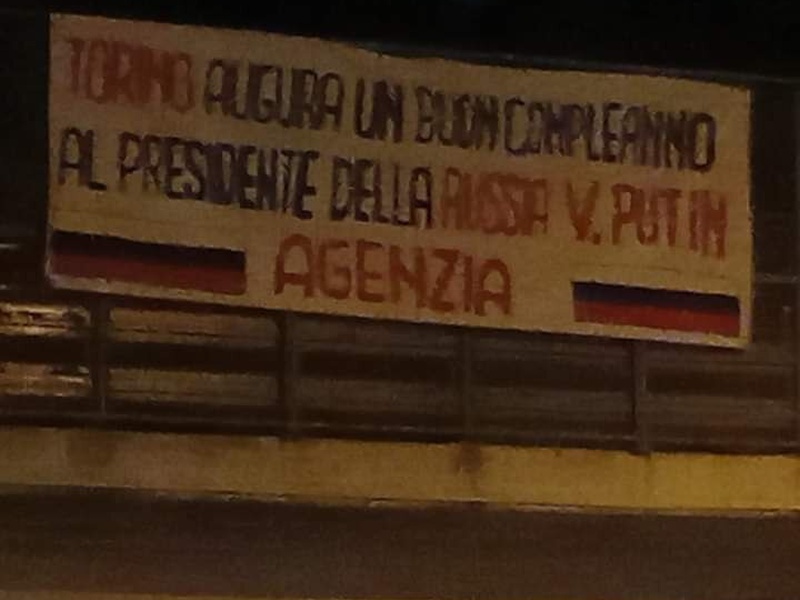 TORINO AUGURA UN BUON COMPLEANNO
AL PRESIDENTE DELLA RUSSIA V. PUTIN
AGENZIA